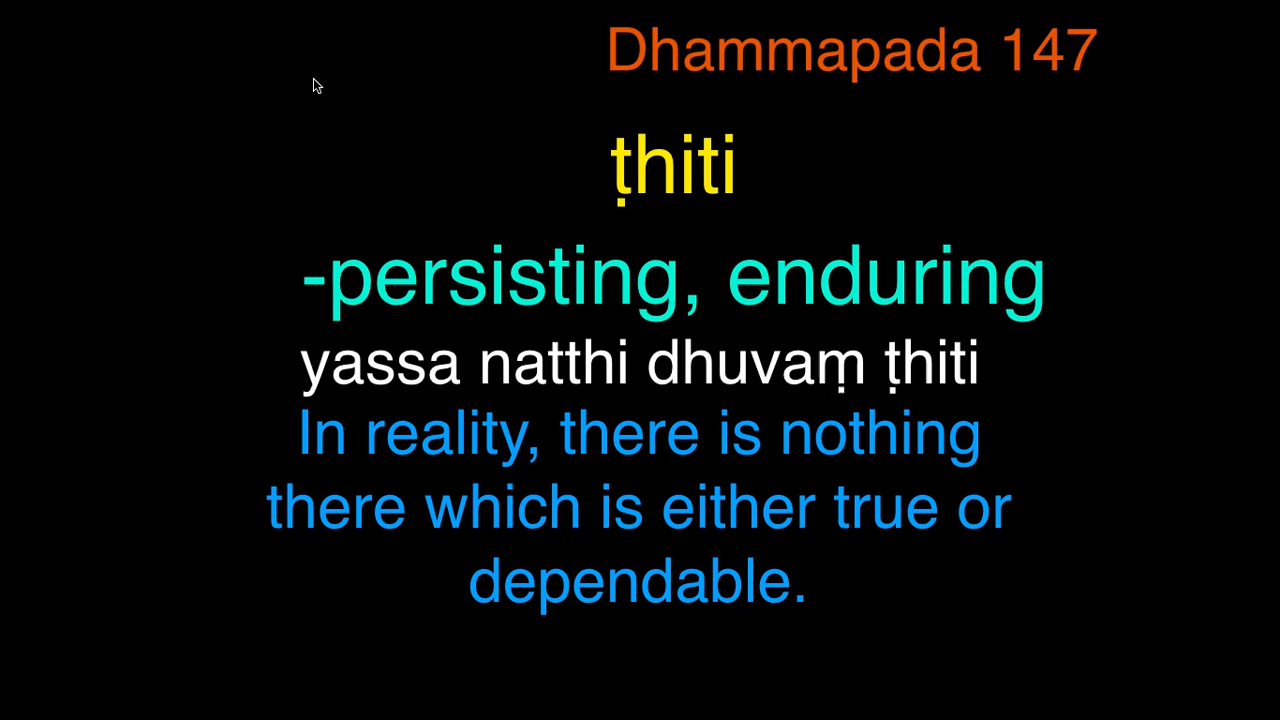 Dhammapada 147
ṭhiti
-persisting, enduring
yassa natthi dhuvaṃ ṭhiti
In reality, there is nothing
there which is either true or
dependable.